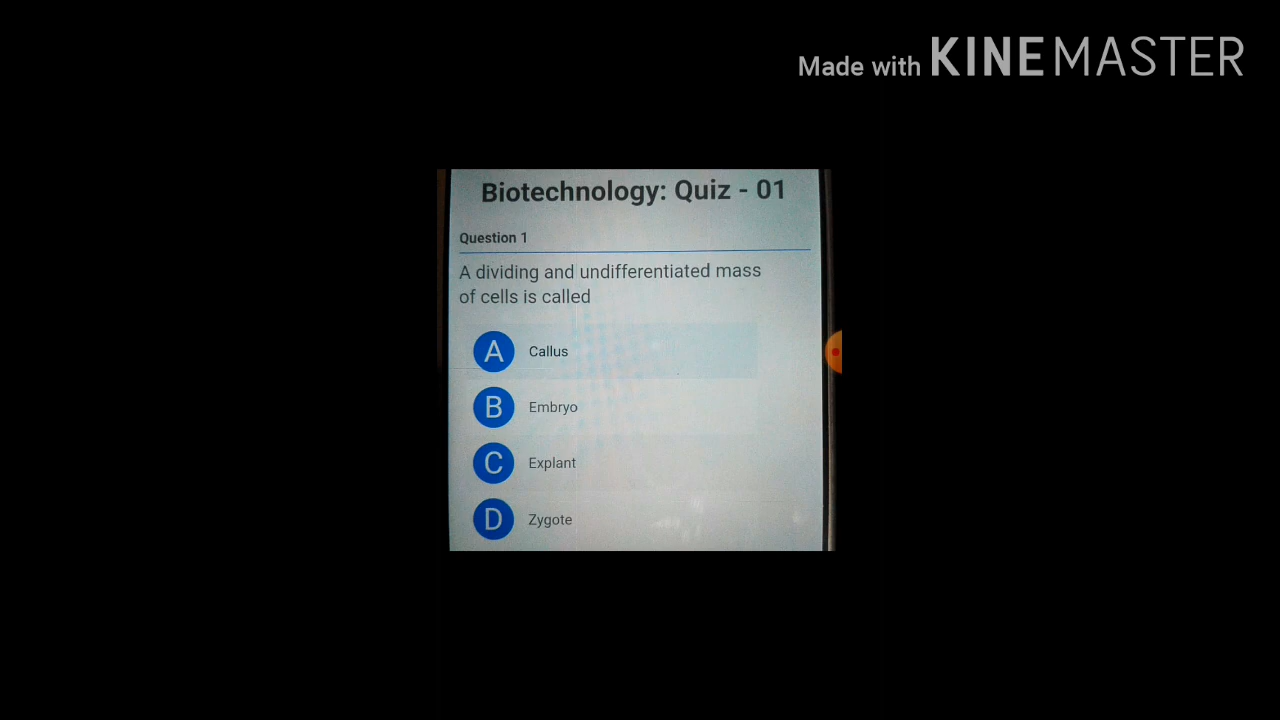 Made with KINEMASTER
Biotechnology: Quiz - 01
Question 1
A dividing and undifferentiated mass
of cells is called
A Callus
B Embryo
C Explant
D Zygote